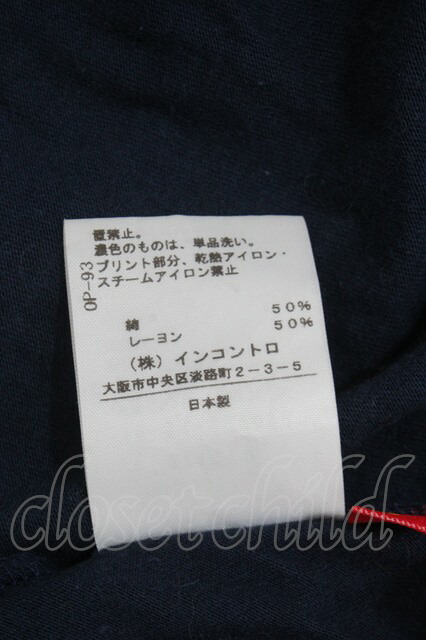 置禁止。
濃色のものは、単品洗い。
プリント部分、乾熱アイロン・
スチームアイロン禁止
OP-93
50%
綿 50%
レーヨン
(株)インコントロ
大阪市中央区淡路町2-3-5
日本製
closet child